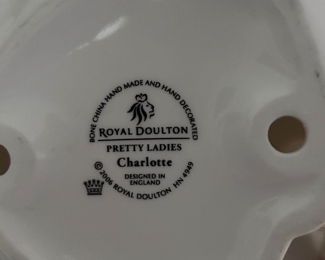 BONE CHINA HAND MADE AND HAND DECORATED
ROYAL DOULTON
PRETTY LADIES
Charlotte
DESIGNED IN
ENGLAND
© 2006 ROYAL DOULTON HN 4949